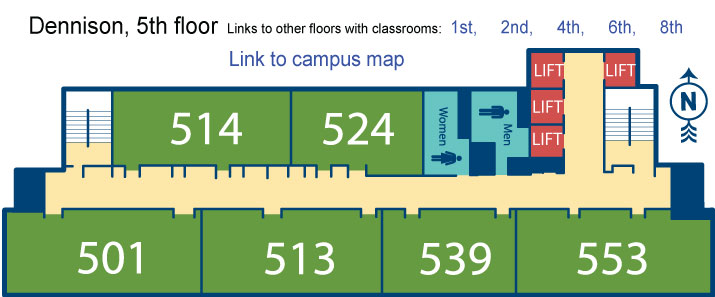 Dennison, 5th floor Links to other floors with classrooms: 1st, 2nd, 4th, 6th, 8th
Link to campus map
LIFT LIFT
514 524 Women Men LIFT
LIFT
N
501 513 539 553